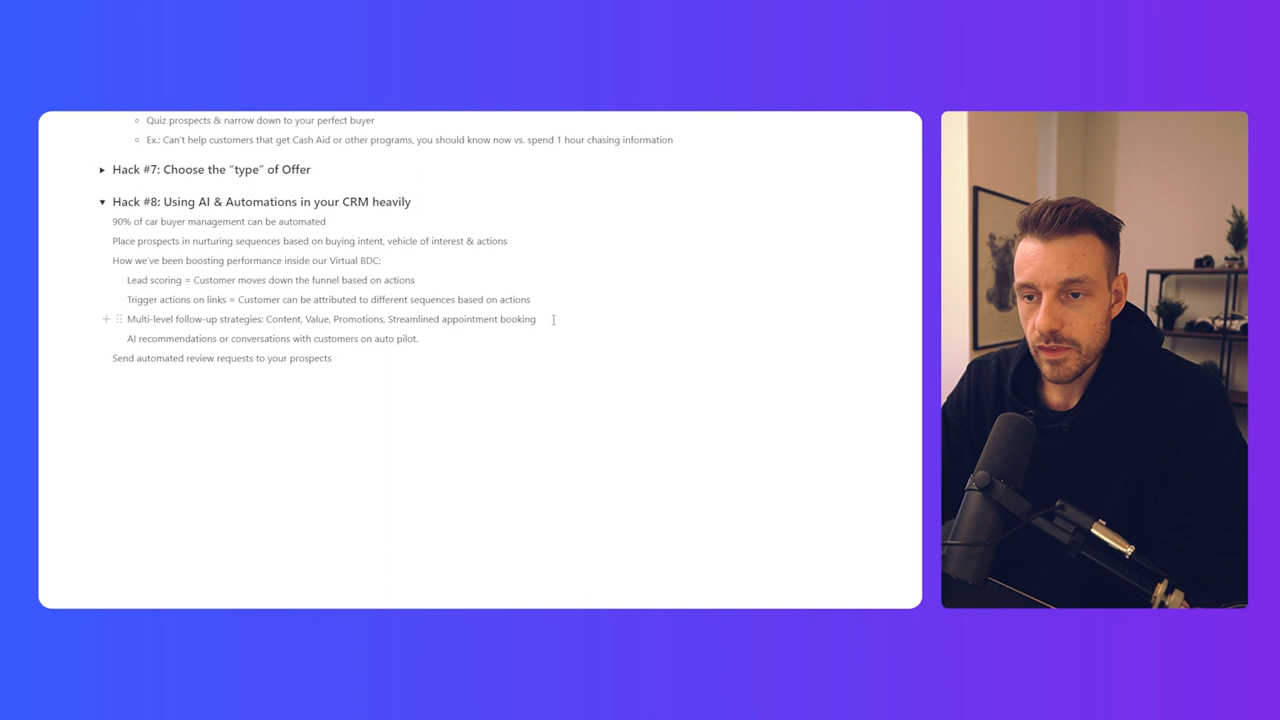 Quiz prospects & narrow down to your perfect buyer
Ex.: Can't help customers that get Cash Aid or other programs, you should know now vs. spend 1 hour chasing information
Hack #7: Choose the "type" of Offer
Hack #8: Using AI & Automations in your CRM heavily
90% of car buyer management can be automated
Place prospects in nurturing sequences based on buying intent, vehicle of interest & actions
How we've been boosting performance inside our Virtual BDC:
Lead scoring = Customer moves down the funnel based on actions
Trigger actions on links = Customer can be attributed to different sequences based on actions
Multi-level follow-up strategies: Content, Value, Promotions, Streamlined appointment booking
AI recommendations or conversations with customers on auto pilot.
Send automated review requests to your prospects